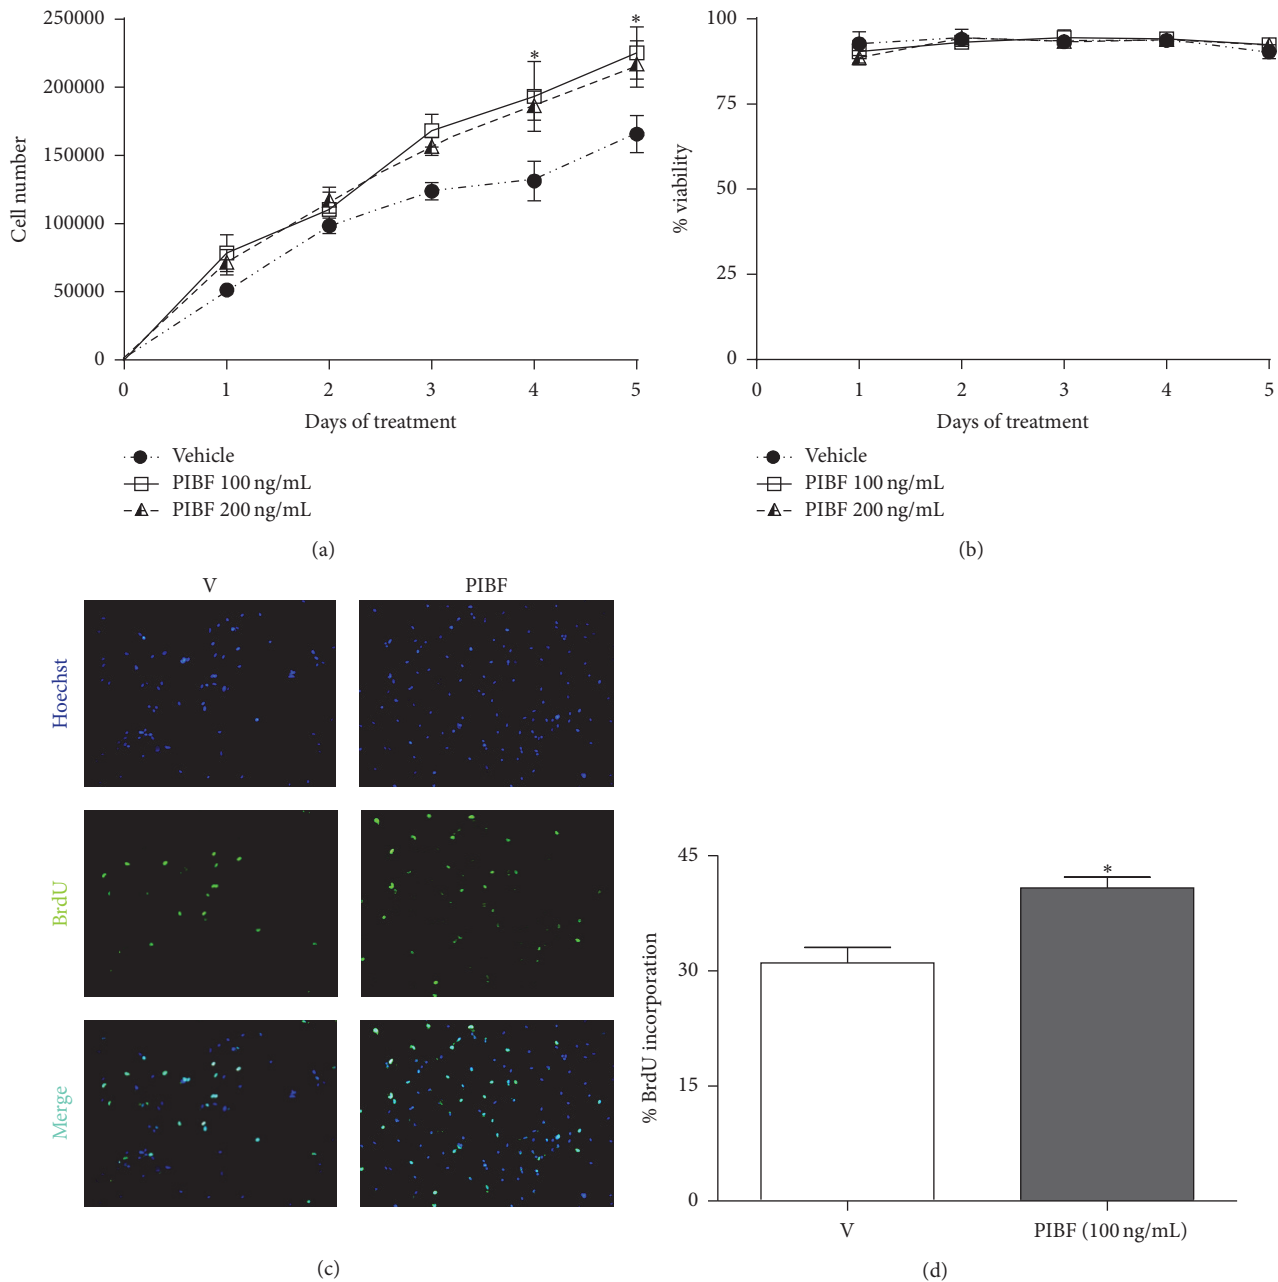 250000
200000
150000
100000
50000
0
Cell number
*
*
0 1 2 3 4 5
Days of treatment
Vehicle
PIBF 100 ng/mL
PIBF 200 ng/mL
(a)
100
75
50
25
0
% viability
0 1 2 3 4 5
Days of treatment
Vehicle
PIBF 100 ng/mL
PIBF 200 ng/mL
(b)
V PIBF
Hoechst
BrdU
Merge
(c)
45
30
15
0
% BrdU incorporation
*
V PIBF (100 ng/mL)
(d)